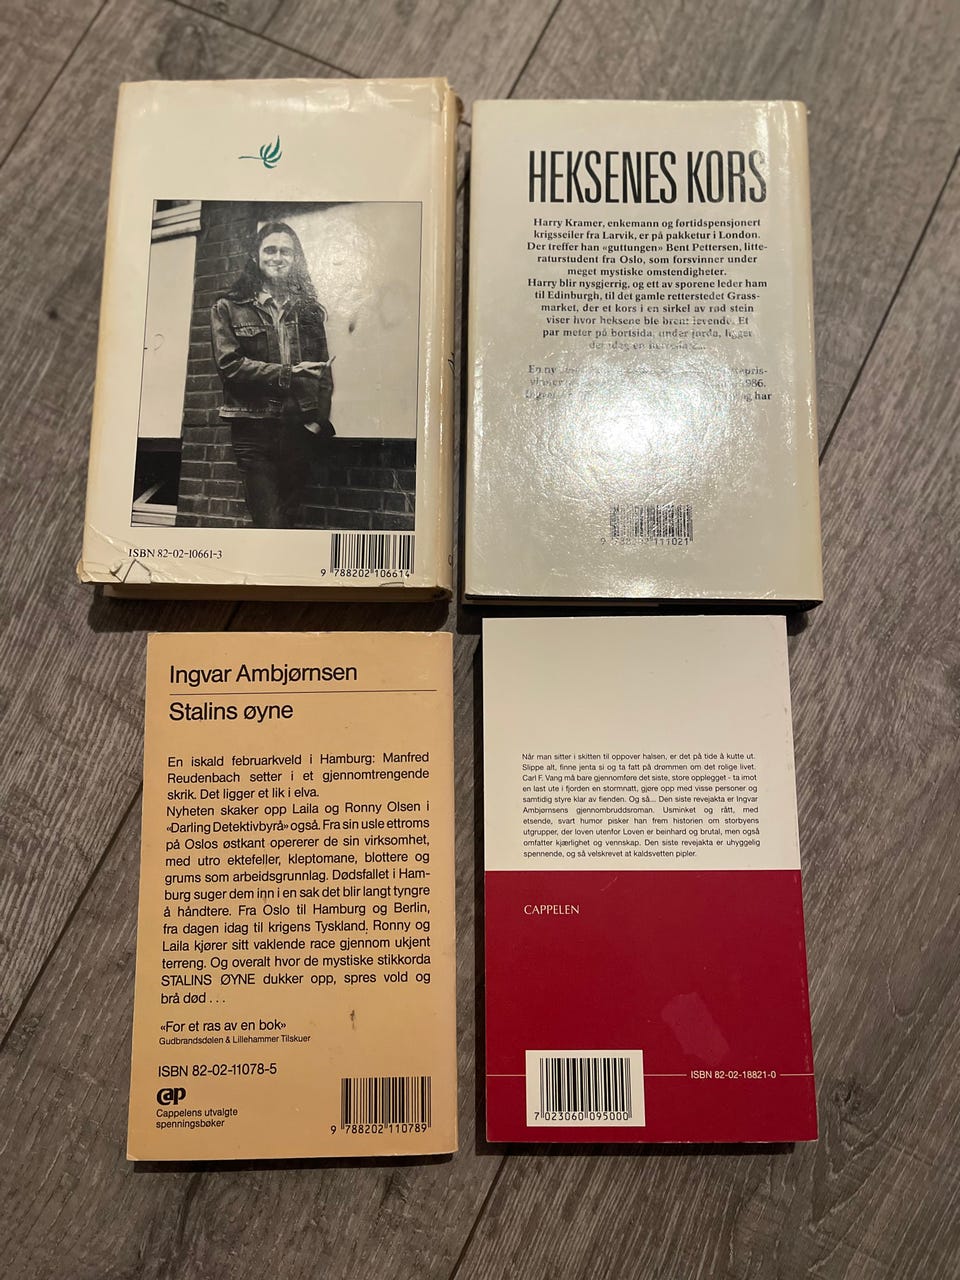 ISBN 82-02-10661-3
9 788202 106614
HEKSENES KORS
Harry Kramer, enkemann og førtidspensjonert
krigsseiler fra Larvik, er på pakketur i London.
Der treffer han «guttungen» Bent Pettersen, litte-
raturstudent fra Oslo, som forsvinner under
meget mystiske omstendigheter.
Harry blir nysgjerrig, og ett av sporene leder ham
til Edinburgh, til det gamle retterstedet Grass-
market, der et kors i en sirkel av rød stein
viser hvor heksene ble brent levende. Et
par meter på bortsida, under jorda, ligger
En ny
986.
og har
9 788202 111021
Ingvar Ambjørnsen
Stalins øyne
En iskald februarkveld i Hamburg: Manfred
Reudenbach setter i et gjennomtrengende
skrik. Det ligger et lik i elva.
Nyheten skaker opp Laila og Ronny Olsen i
«Darling Detektivbyrå» også. Fra sin usle ettroms
på Oslos østkant opererer de sin virksomhet,
med utro ektefeller, kleptomane, blottere og
grums som arbeidsgrunnlag. Dødsfallet i Ham-
burg suger dem inn i en sak det blir langt tyngre
å håndtere. Fra Oslo til Hamburg og Berlin,
fra dagen idag til krigens Tyskland. Ronny og
Laila kjører sitt vaklende race gjennom ukjent
terreng. Og overalt hvor de mystiske stikkorda
STALINS ØYNE dukker opp, spres vold og
brå død . . .
«For et ras av en bok»
Gudbrandsdølen & Lillehammer Tilskuer
ISBN 82-02-11078-5
cap
Cappelens utvalgte
spenningsbøker
9 788202 110789
Når man sitter i skitten til oppover halsen, er det på tide å kutte ut.
Slippe alt, finne jenta si og ta fatt på drømmen om det rolige livet.
Carl F. Vang må bare gjennomføre det siste, store opplegget - ta imot
en last ute i fjorden en stormnatt, gjøre opp med visse personer og
samtidig styre klar av fienden. Og så... Den siste revejakta er Ingvar
Ambjørnsens gjennombruddsroman. Usminket og rått, med
etsende, svart humor pisker han frem historien om storbyens
utgrupper, der loven utenfor Loven er beinhard og brutal, men også
omfatter kjærlighet og vennskap. Den siste revejakta er uhyggelig
spennende, og så velskrevet at kaldsvetten pipler.
CAPPELEN
ISBN 82-02-18821-0
7 023060 095000